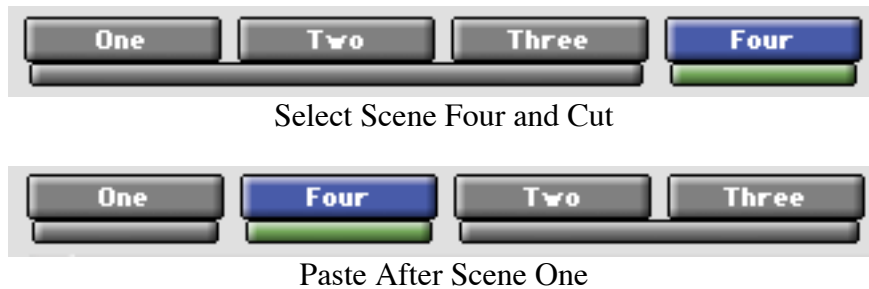 One Two Three Four
Select Scene Four and Cut
One Four Two Three
Paste After Scene One